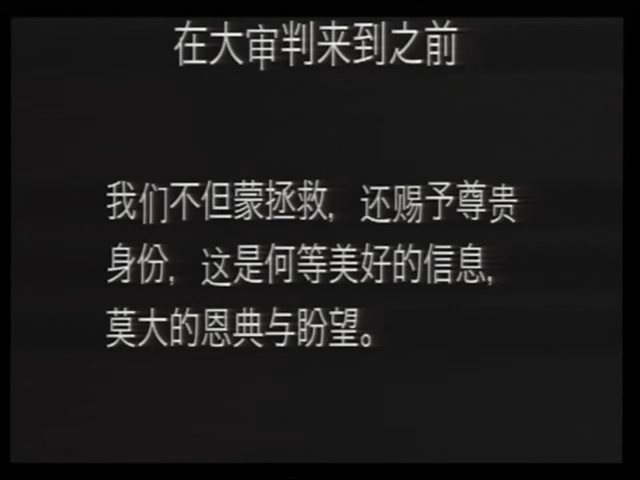 在大审判来到之前
我们不但蒙拯救，还赐予尊贵
身份，这是何等美好的信息，
莫大的恩典与盼望。